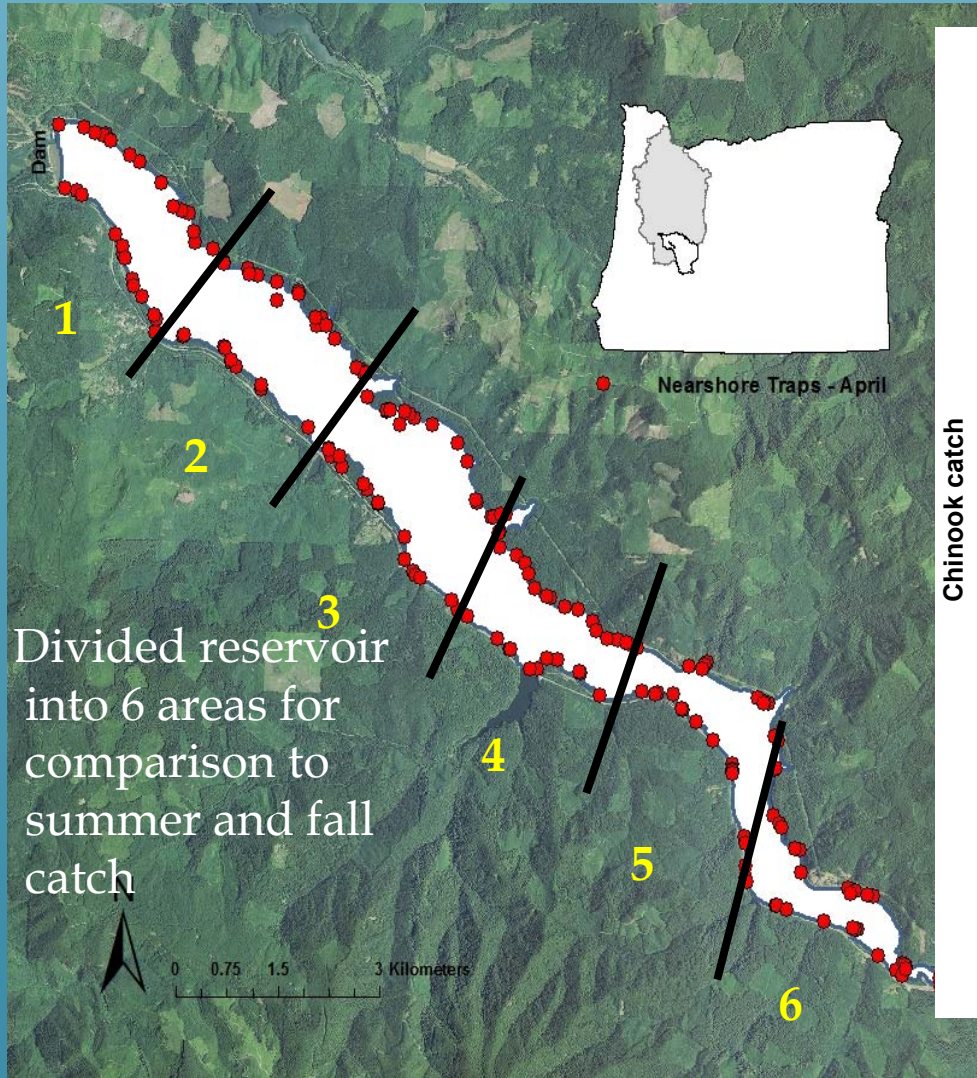 Dam
1
Nearshore Traps - April
2
Chinook catch
3
Divided reservoir
into 6 areas for
comparison to
summer and fall
catch
4
5
N
0 0.75 1.5 3 Kilometers
6